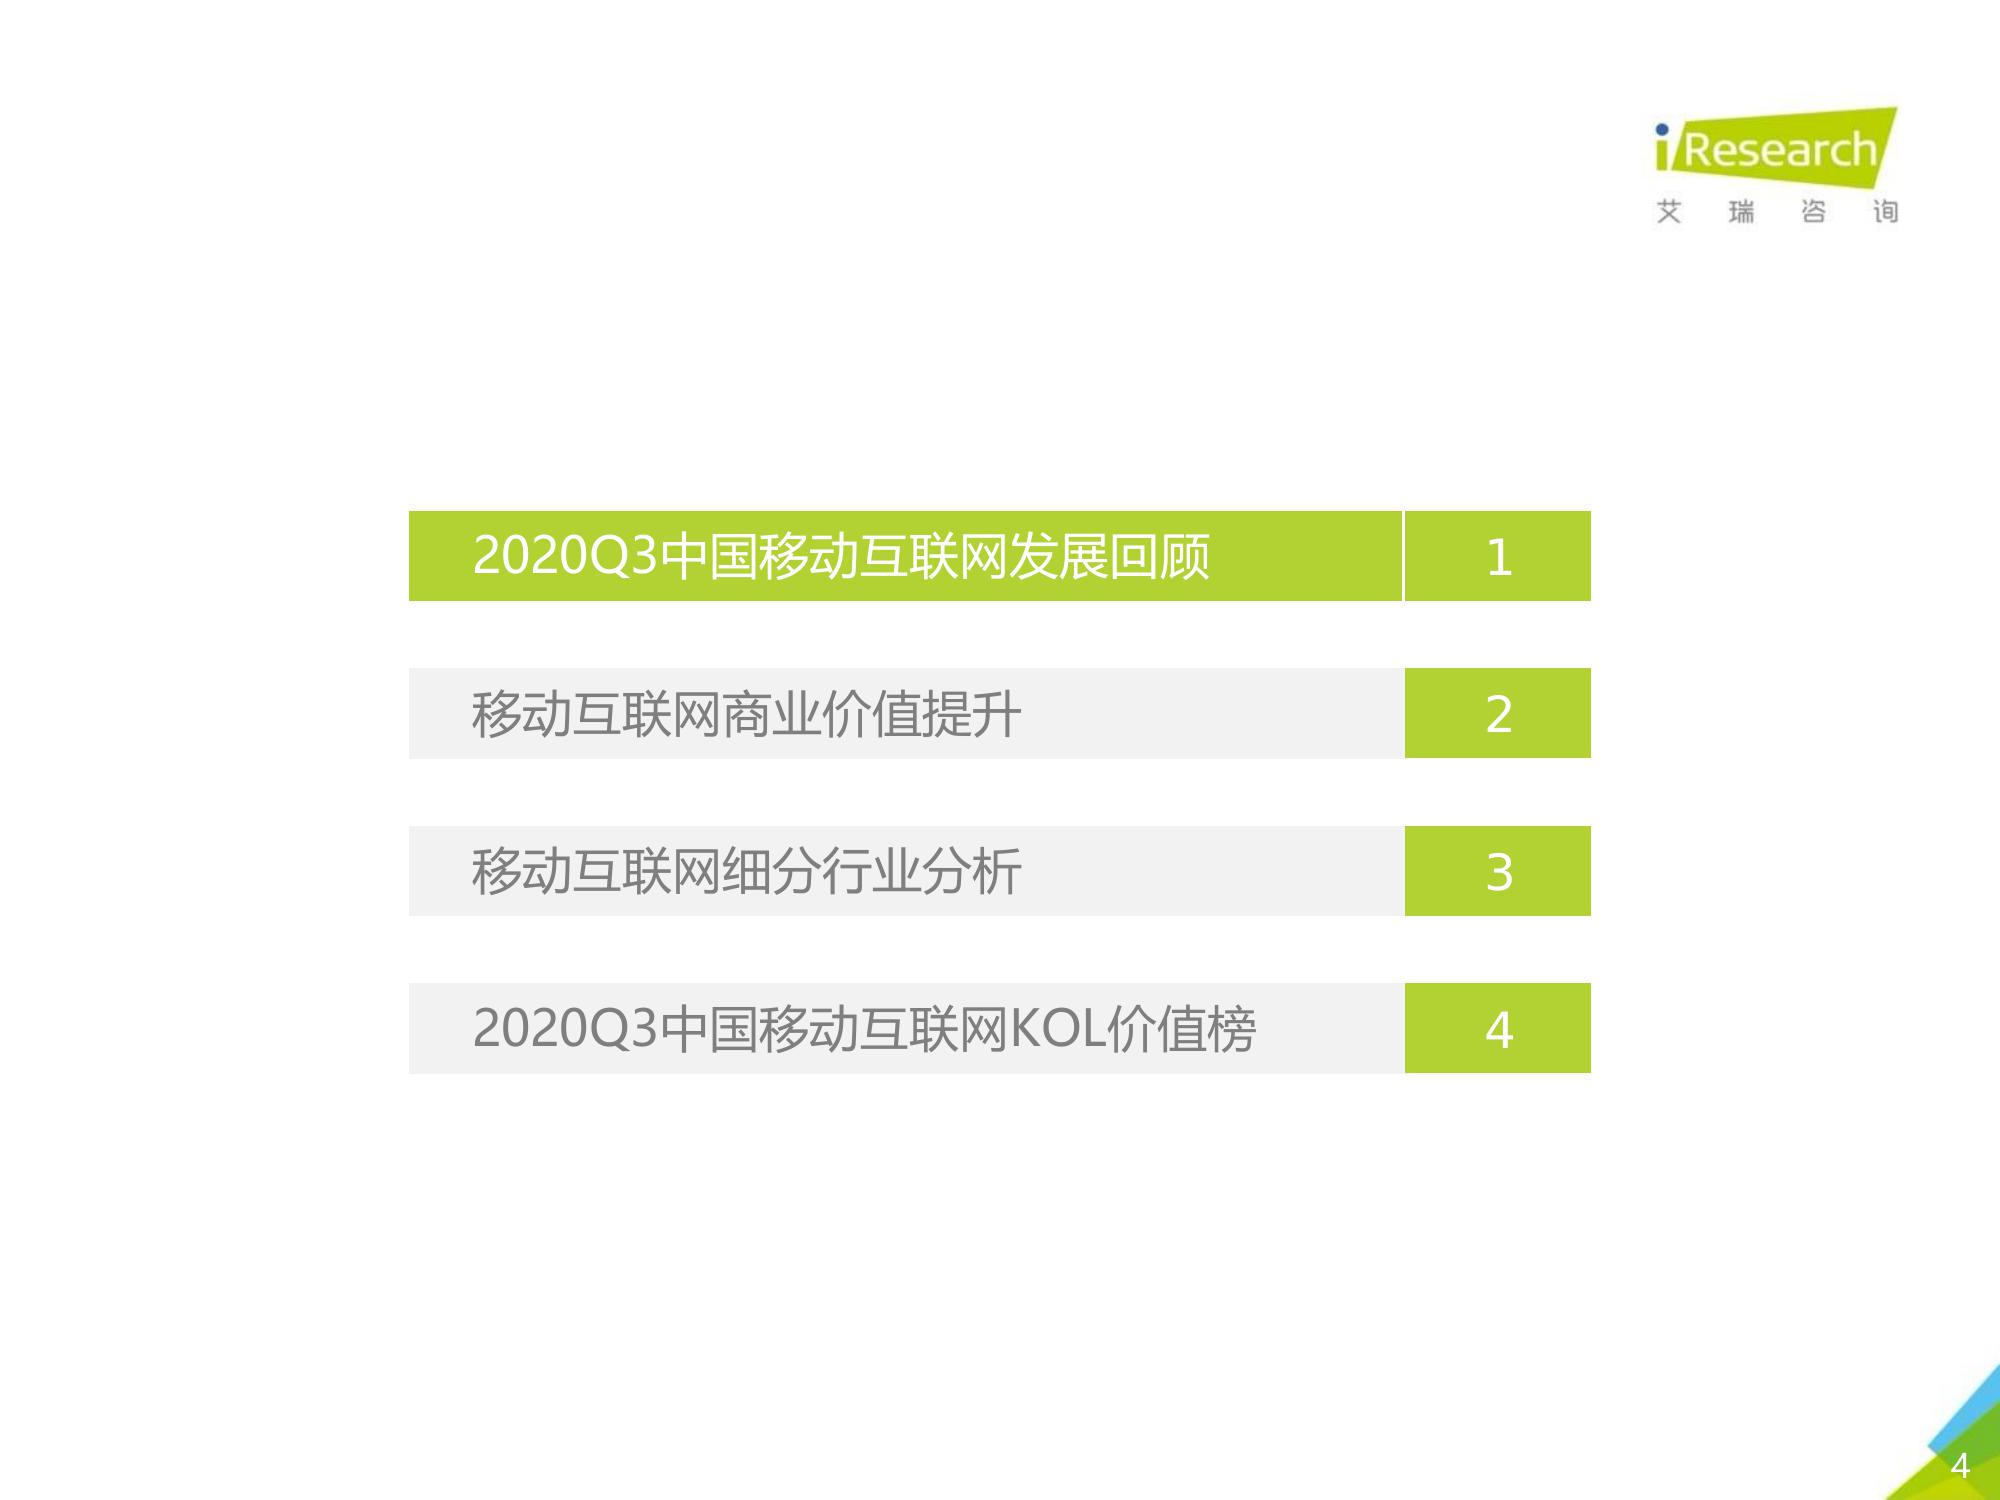 iResearch
艾瑞咨询
2020Q3中国移动互联网发展回顾 1
移动互联网商业价值提升 2
移动互联网细分行业分析 3
2020Q3中国移动互联网KOL价值榜 4
4